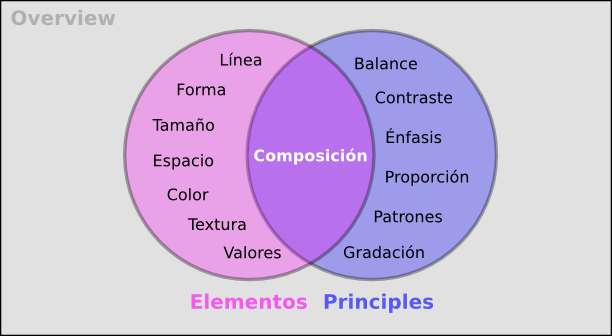 Overview
Línea
Forma
Tamaño
Espacio
Color
Textura
Valores
Composición
Balance
Contraste
Énfasis
Proporción
Patrones
Gradación
Elementos
Principles